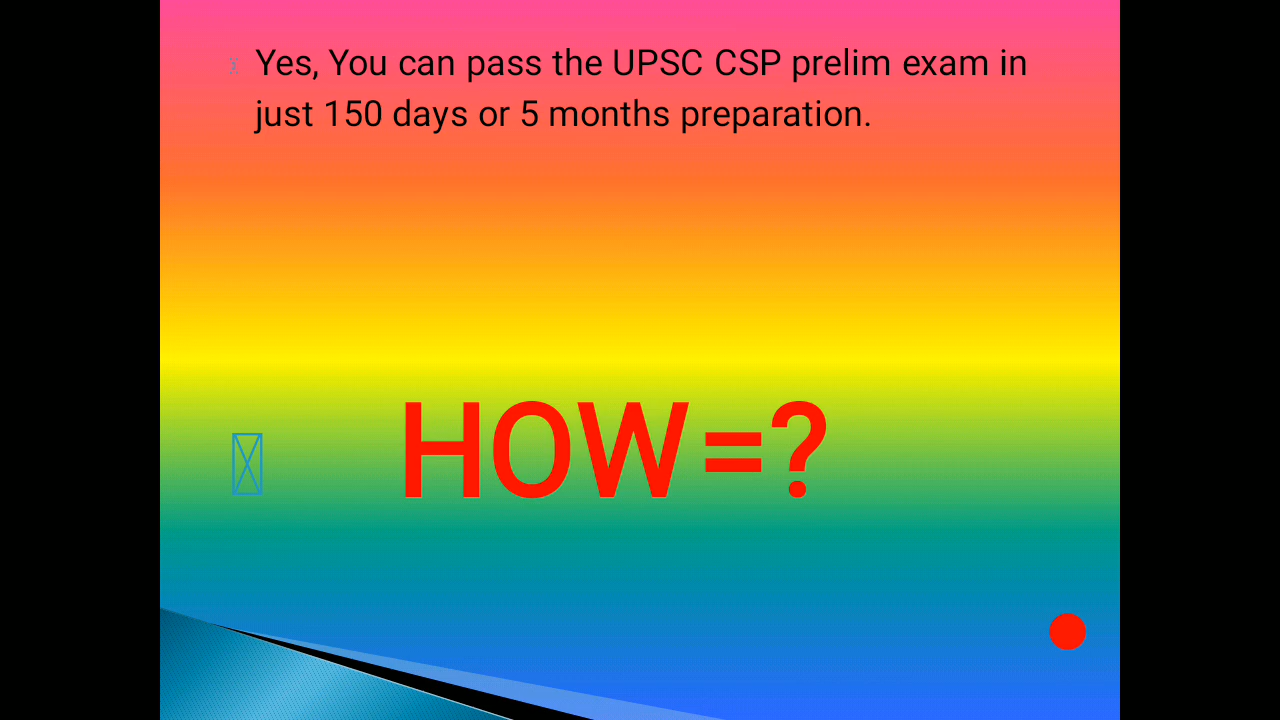 Yes, You can pass the UPSC CSP prelim exam in
just 150 days or 5 months preparation.
HOW=?